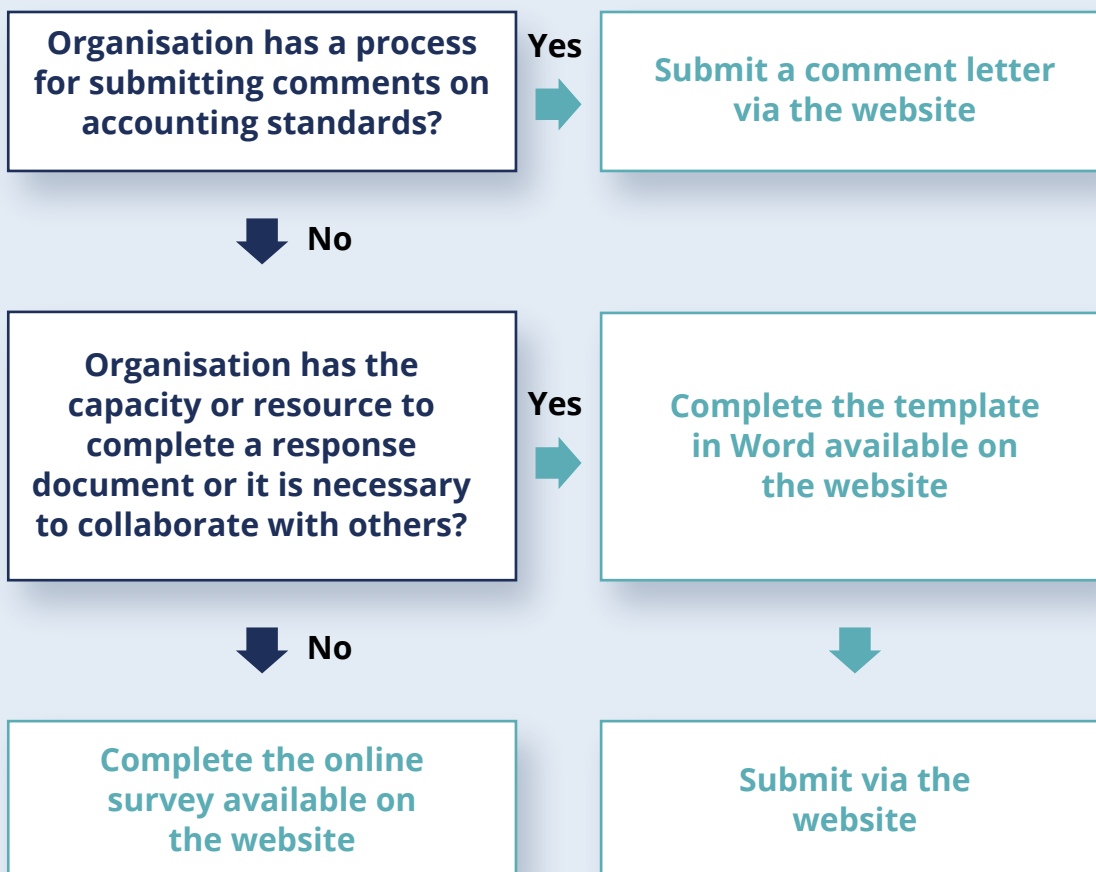 Organisation has a process
for submitting comments on
accounting standards?
Yes
Submit a comment letter
via the website
No
Organisation has the
capacity or resource to
complete a response
document or it is necessary
to collaborate with others?
Yes
Complete the template
in Word available on
the website
No
Complete the online
survey available on
the website
Submit via the
website